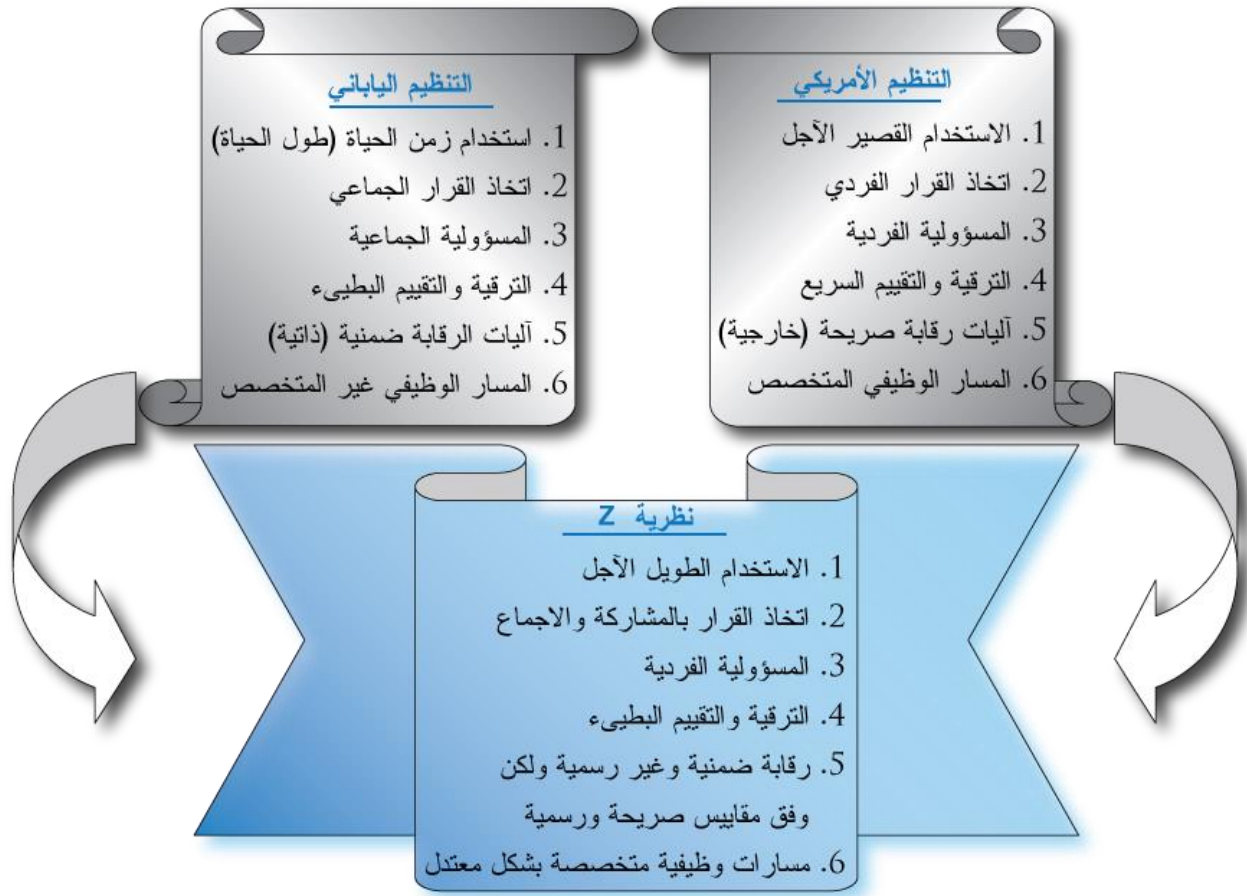 التنظيم الأمريكي
1. الاستخدام القصير الآجل
2. اتخاذ القرار الفردي
3. المسؤولية الفردية
4. الترقية والتقييم السريع
5. آليات رقابة صريحة (خارجية)
6. المسار الوظيفي المتخصص
التنظيم الياباني
1. استخدام زمن الحياة (طول الحياة)
2. اتخاذ القرار الجماعي
3. المسؤولية الجماعية
4. الترقية والتقييم البطيىء
5. آليات الرقابة ضمنية (ذاتية)
6. المسار الوظيفي غير المتخصص
نظرية Z
1. الاستخدام الطويل الآجل
2. اتخاذ القرار بالمشاركة والاجماع
3. المسؤولية الفردية
4. الترقية والتقييم البطيىء
5. رقابة ضمنية وغير رسمية ولكن
وفق مقاييس صريحة ورسمية
6. مسارات وظيفية متخصصة بشكل معتدل